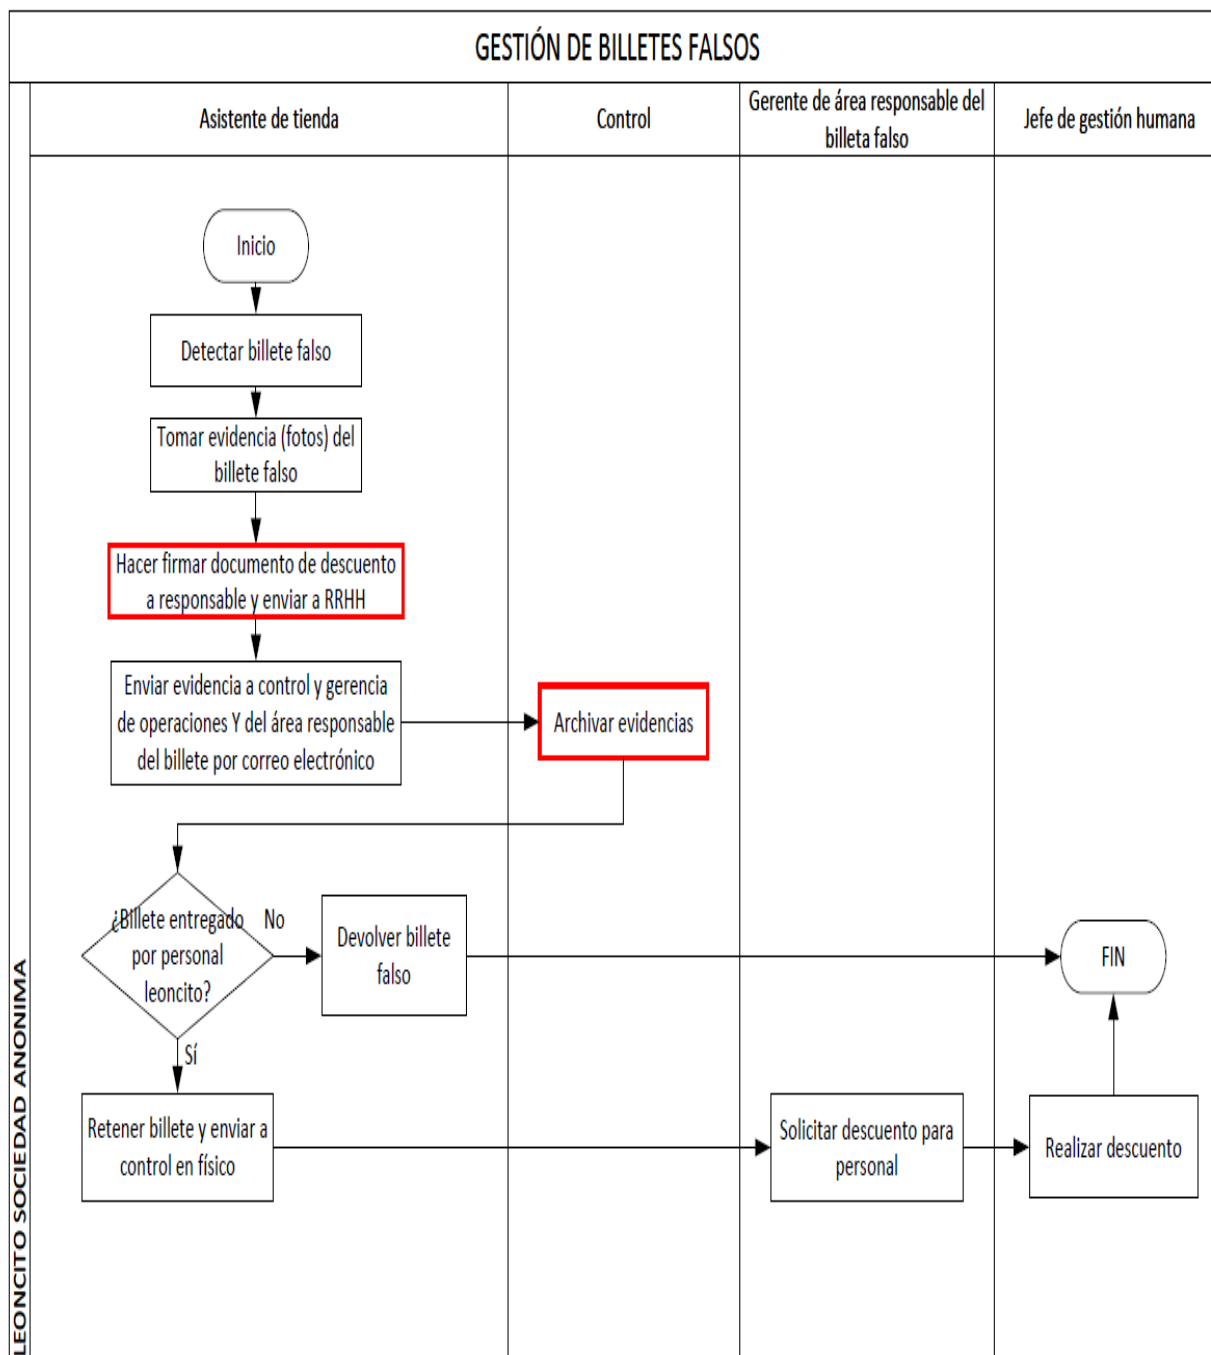 GESTIÓN DE BILLETES FALSOS
Asistente de tienda
Control
Gerente de área responsable del
billeta falso
Jefe de gestión humana
Inicio
Detectar billete falso
Tomar evidencia (fotos) del
billete falso
Hacer firmar documento de descuento
a responsable y enviar a RRHH
Enviar evidencia a control y gerencia
de operaciones Y del área responsable
del billete por correo electrónico
Archivar evidencias
¿Billete entregado
por personal
leoncito?
No
Devolver billete
falso
FIN
Sí
Retener billete y enviar a
control en físico
Solicitar descuento para
personal
Realizar descuento
LEONCITO SOCIEDAD ANONIMA